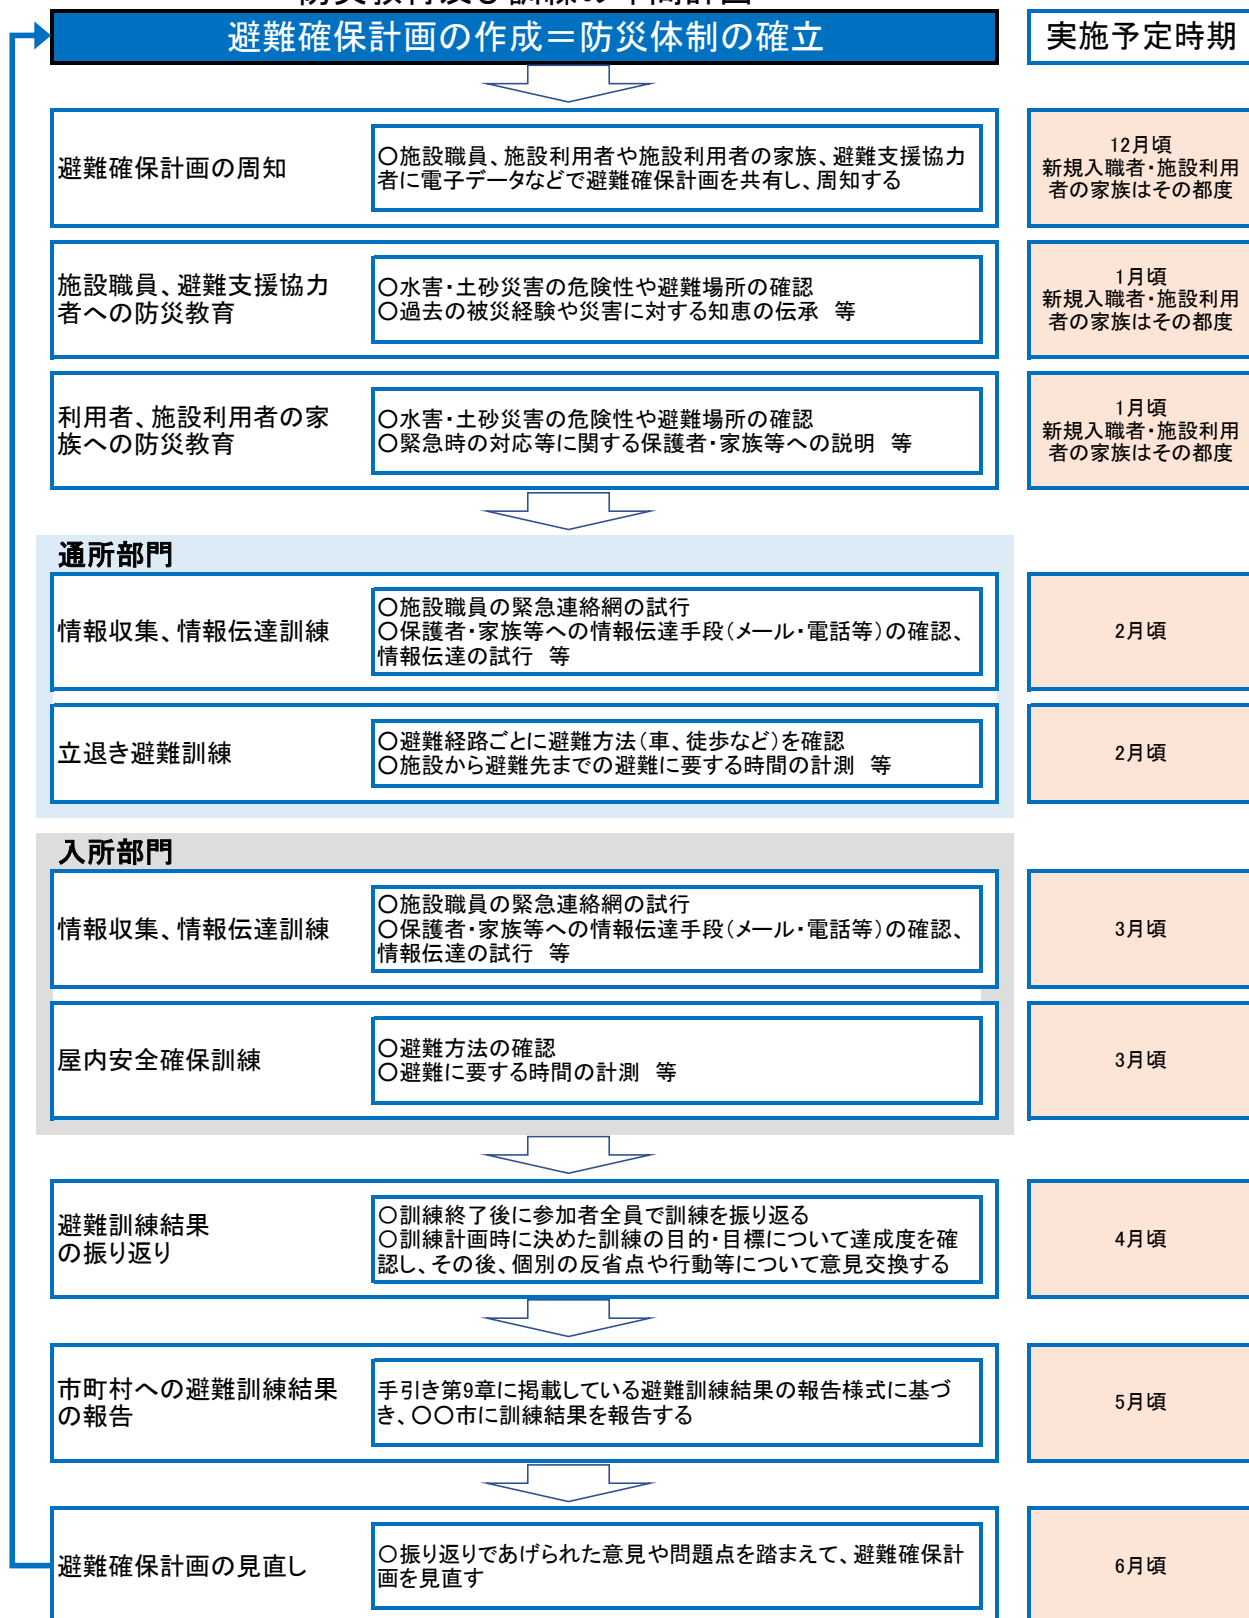 防災教育及び訓練の年間計画
避難確保計画の作成＝防災体制の確立
実施予定時期
避難確保計画の周知
○施設職員、施設利用者や施設利用者の家族、避難支援協力
者に電子データなどで避難確保計画を共有し、周知する
12月頃
新規入職者・施設利用
者の家族はその都度
施設職員、避難支援協力
者への防災教育
○水害・土砂災害の危険性や避難場所の確認
○過去の被災経験や災害に対する知恵の伝承　等
1月頃
新規入職者・施設利用
者の家族はその都度
利用者、施設利用者の家
族への防災教育
○水害・土砂災害の危険性や避難場所の確認
○緊急時の対応等に関する保護者・家族等への説明　等
1月頃
新規入職者・施設利用
者の家族はその都度
通所部門
情報収集、情報伝達訓練
○施設職員の緊急連絡網の試行
○保護者・家族等への情報伝達手段（メール・電話等）の確認、
情報伝達の試行　等
2月頃
立退き避難訓練
○避難経路ごとに避難方法（車、徒歩など）を確認
○施設から避難先までの避難に要する時間の計測　等
2月頃
入所部門
情報収集、情報伝達訓練
○施設職員の緊急連絡網の試行
○保護者・家族等への情報伝達手段（メール・電話等）の確認、
情報伝達の試行　等
3月頃
屋内安全確保訓練
○避難方法の確認
○避難に要する時間の計測　等
3月頃
避難訓練結果
の振り返り
○訓練終了後に参加者全員で訓練を振り返る
○訓練計画時に決めた訓練の目的・目標について達成度を確
認し、その後、個別の反省点や行動等について意見交換する
4月頃
市町村への避難訓練結果
の報告
手引き第9章に掲載している避難訓練結果の報告様式に基づ
き、○○市に訓練結果を報告する
5月頃
避難確保計画の見直し
○振り返りであげられた意見や問題点を踏まえて、避難確保計
画を見直す
6月頃